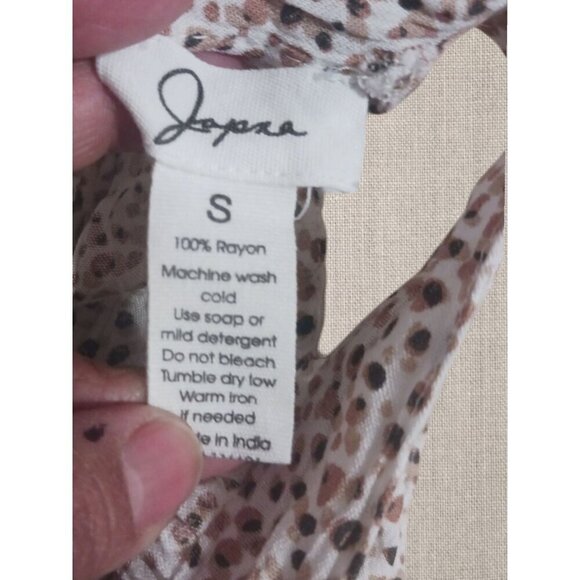 Japna
S
100% Rayon
Machine wash
cold
Use soap or
mild detergent
Do not bleach
Tumble dry low
Warm Iron
If needed
de in India